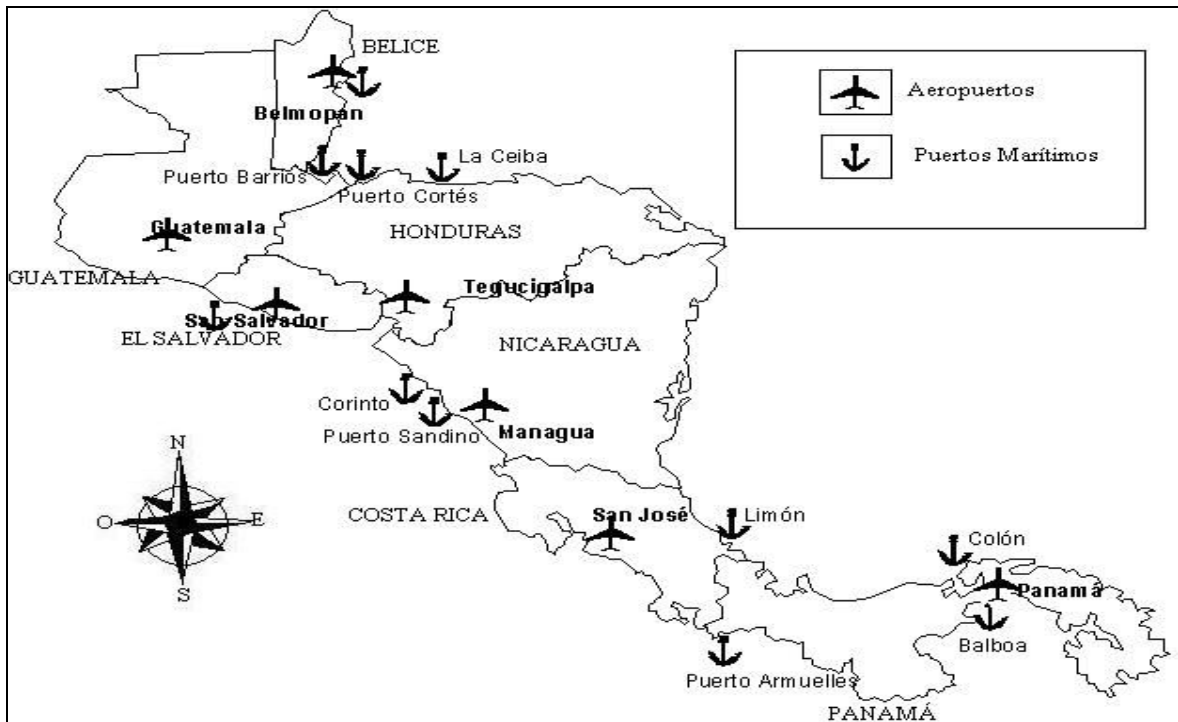 BELICE
Aeropuertos
Belmopan
La Ceiba
Puertos Marítimos
Puerto Barrios
Puerto Cortés
Guatemala
HONDURAS
GUATEMALA
Tegucigalpa
San Salvador
EL SALVADOR
NICARAGUA
Corinto
Puerto Sandino
Managua
N
O
E
S
COSTA RICA
San José
Limón
Colón
Panamá
Balboa
Puerto Armuelles
PANAMÁ